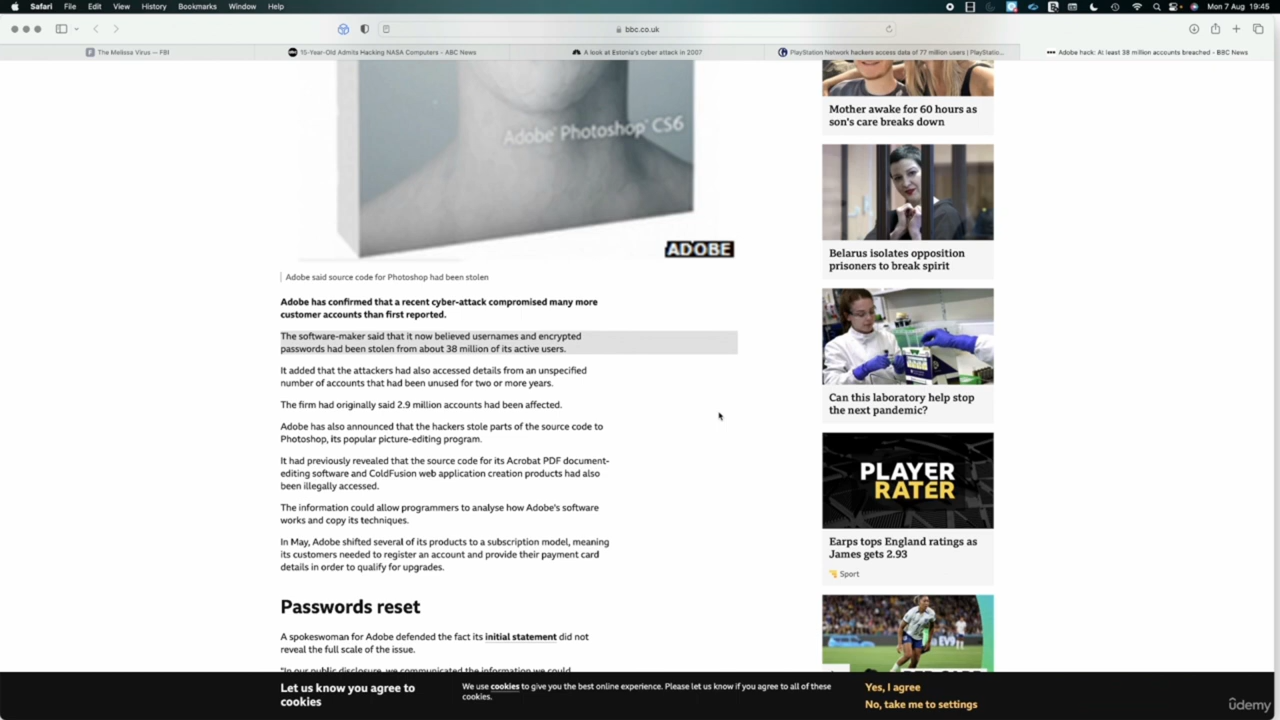 Safari File Edit View History Bookmarks Window Help Mon 7 Aug 19:45
bbc.co.uk
The Melissa Virus — FBI
15-Year-Old Admits Hacking NASA Computers - ABC News
A look at Estonia's cyber attack in 2007
PlayStation Network hackers access data of 77 million users | PlayStatio...
Adobe hack: At least 38 million accounts breached - BBC News
Adobe® Photoshop® CS6
ADOBE
Adobe said source code for Photoshop had been stolen
Adobe has confirmed that a recent cyber-attack compromised many more
customer accounts than first reported.
The software-maker said that it now believed usernames and encrypted
passwords had been stolen from about 38 million of its active users.
It added that the attackers had also accessed details from an unspecified
number of accounts that had been unused for two or more years.
The firm had originally said 2.9 million accounts had been affected.
Adobe has also announced that the hackers stole parts of the source code to
Photoshop, its popular picture-editing program.
It had previously revealed that the source code for its Acrobat PDF document-
editing software and ColdFusion web application creation products had also
been illegally accessed.
The information could allow programmers to analyse how Adobe's software
works and copy its techniques.
In May, Adobe shifted several of its products to a subscription model, meaning
its customers needed to register an account and provide their payment card
details in order to qualify for upgrades.
Passwords reset
A spokeswoman for Adobe defended the fact its initial statement did not
reveal the full scale of the issue.
"In our public disclosure, we communicated the information we could
Mother awake for 60 hours as
son's care breaks down
Belarus isolates opposition
prisoners to break spirit
Can this laboratory help stop
the next pandemic?
PLAYER
RATER
Earps tops England ratings as
James gets 2.93
Sport
Let us know you agree to
cookies
We use cookies to give you the best online experience. Please let us know if you agree to all of these
cookies.
Yes, I agree
No, take me to settings
ûdemy